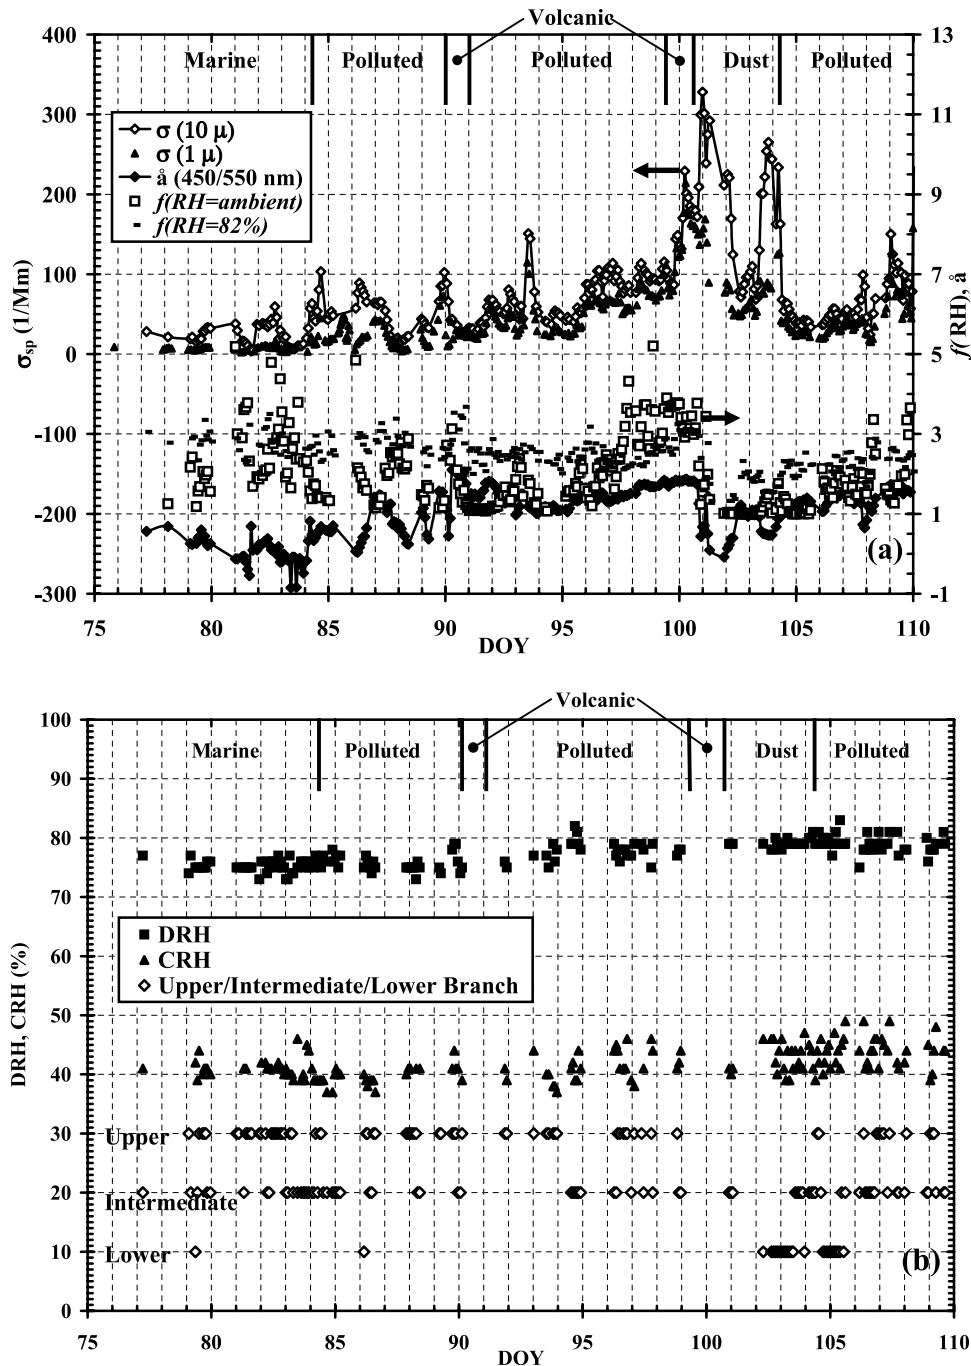 Volcanic
400
13
Marine
Polluted
Polluted
Dust
Polluted
300
11
σ (10 μ)
σ (1 μ)
å (450/550 nm)
f(RH=ambient)
f(RH=82%)
200
9
100
7
0
5
-100
3
-200
1
-300
-1
σsp (1/Mm)
f(RH), å
(a)
75 80 85 90 95 100 105 110
DOY
Volcanic
100
Marine
Polluted
Polluted
Dust
Polluted
90
80
70
DRH
CRH
Upper/Intermediate/Lower Branch
60
50
40
30
Upper
20
Intermediate
10
Lower
0
DRH, CRH (%)
(b)
75 80 85 90 95 100 105 110
DOY